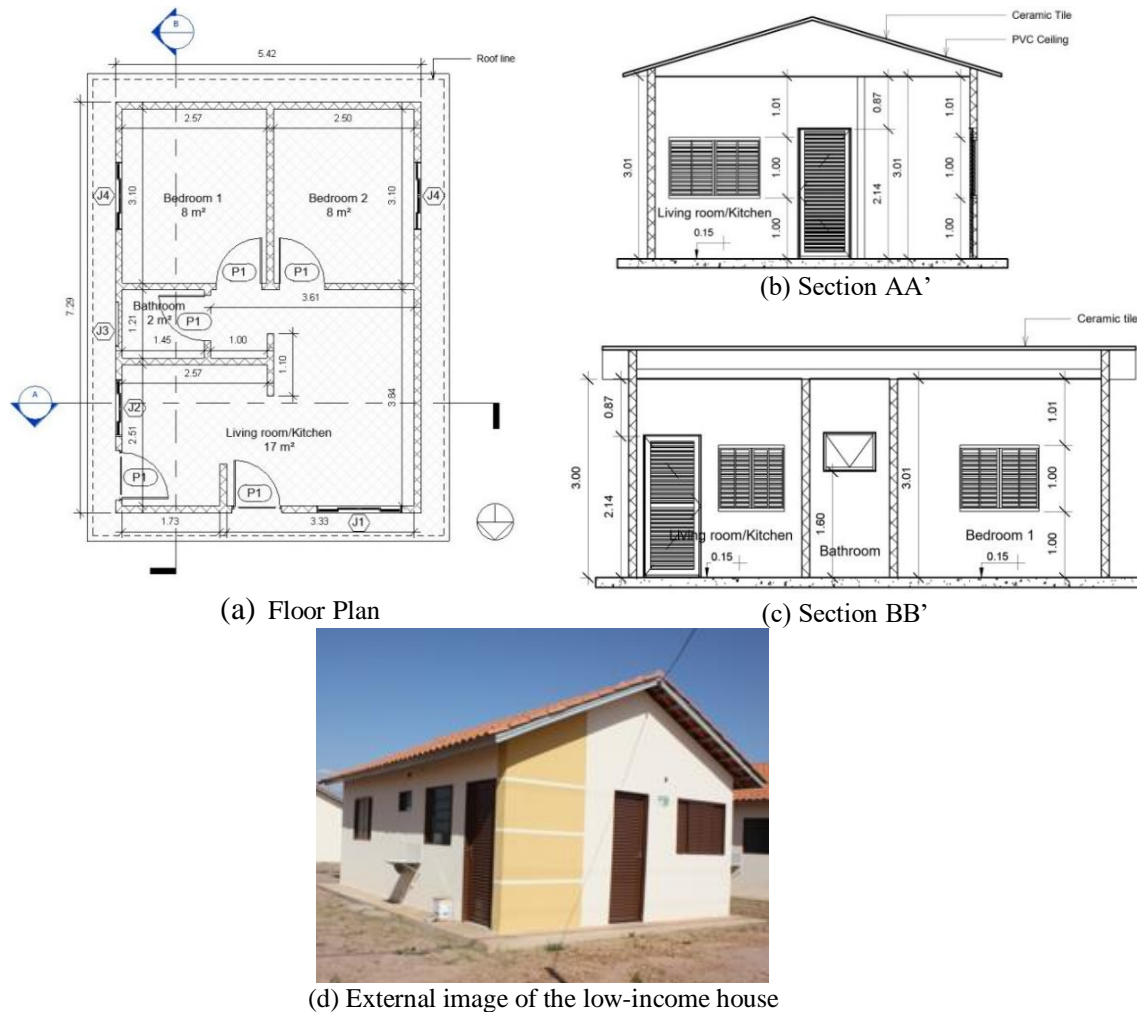 B
5.42
Roof line
2.57
2.50
J4
3.10
Bedroom 1
8 m²
Bedroom 2
8 m²
3.10
J4
P1
P1
7.29
3.61
Bathroom
2 m²
P1
J3
1.21
1.45
1.00
1.10
2.57
3.84
A
J2
2.51
Living room/Kitchen
17 m²
P1
P1
1.73
3.33
J1
(a) Floor Plan
Ceramic Tile
PVC Ceiling
3.01
1.01
1.00
1.00
0.87
2.14
3.01
1.01
1.00
1.00
Living room/Kitchen
0.15
(b) Section AA’
Ceramic tile
3.00
0.87
2.14
Living room/Kitchen
0.15
1.60
Bathroom
3.01
Bedroom 1
0.15
1.01
1.00
1.00
(c) Section BB’
(d) External image of the low-income house